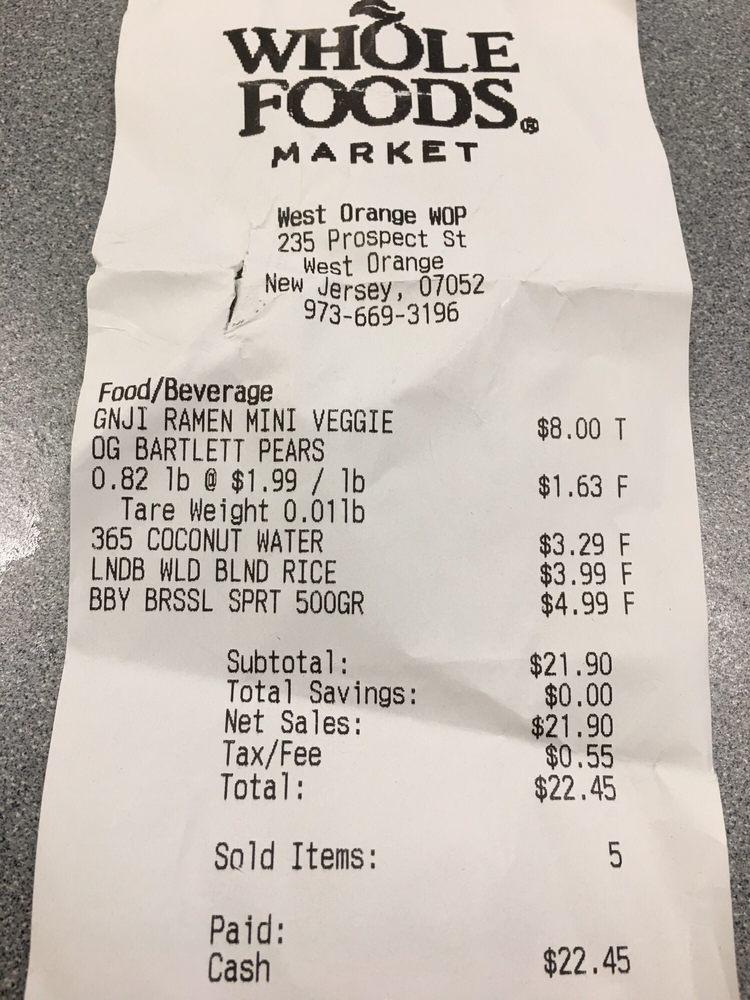 WHOLE
FOODS®
MARKET
West Orange WOP
235 Prospect St
West Orange
New Jersey, 07052
973-669-3196
Food/Beverage
GNJI RAMEN MINI VEGGIE $8.00 T
OG BARTLETT PEARS
0.82 lb @ $1.99 / lb $1.63 F
Tare Weight 0.01lb
365 COCONUT WATER $3.29 F
LNDB WLD BLND RICE $3.99 F
BBY BRSSL SPRT 500GR $4.99 F
Subtotal: $21.90
Total Savings: $0.00
Net Sales: $21.90
Tax/Fee $0.55
Total: $22.45
Sold Items: 5
Paid:
Cash $22.45